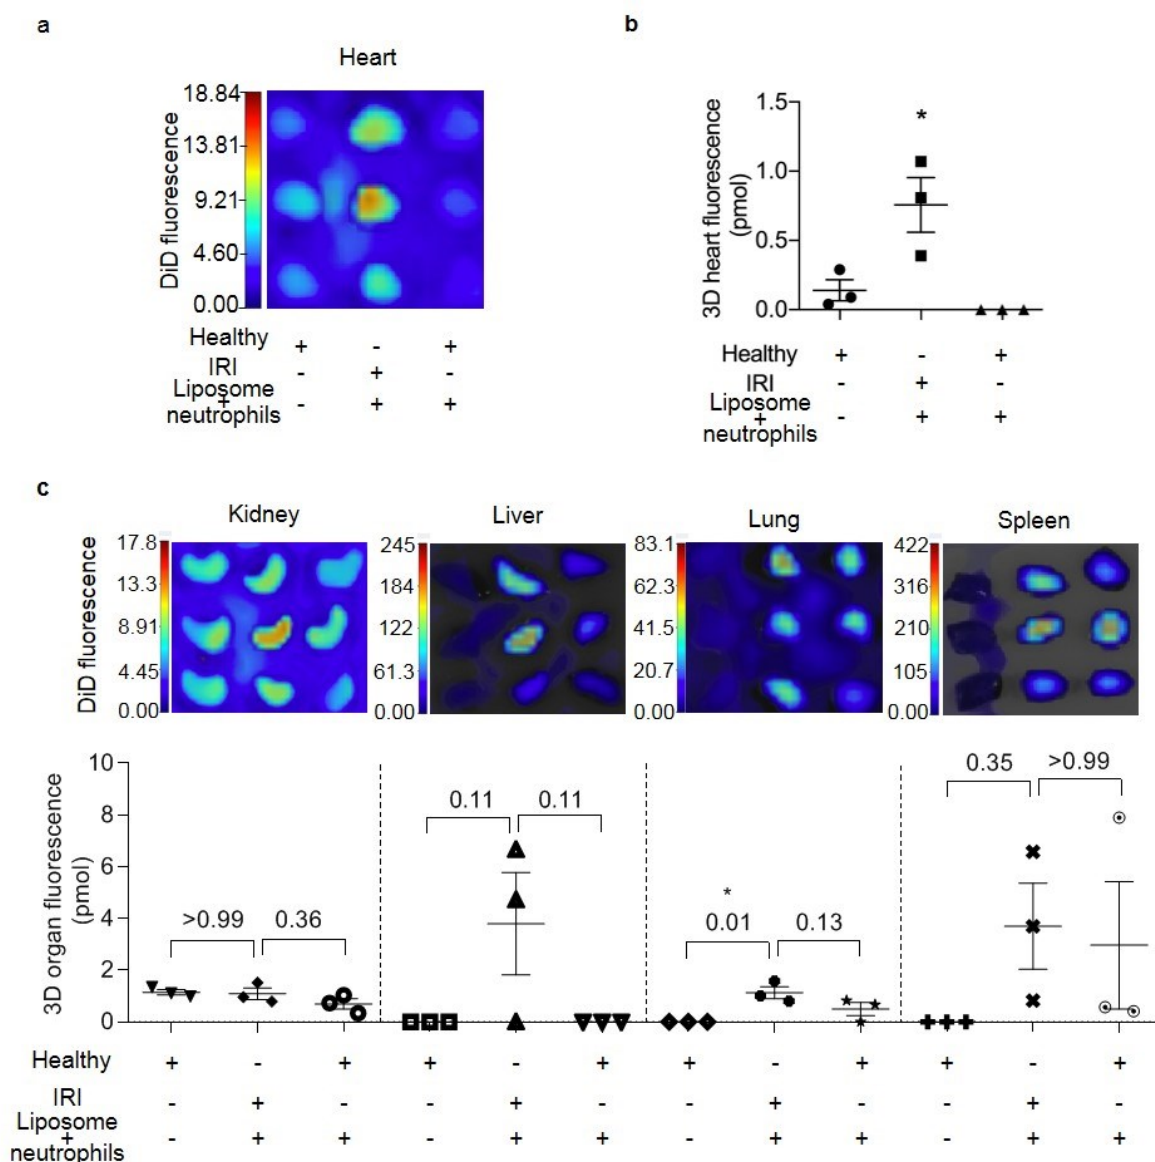 a
Heart
DiD fluorescence
18.84
13.81
9.21
4.60
0.00
Healthy + - +
IRI - + -
Liposome
+ - + +
neutrophils
b
3D heart fluorescence
(pmol)
1.5
1.0
0.5
0.0
*
Healthy + - +
IRI - + -
Liposome
+ - + +
neutrophils
c
Kidney
Liver
Lung
Spleen
DiD fluorescence
17.8
13.3
8.91
4.45
0.00
245
184
122
61.3
0.00
83.1
62.3
41.5
20.7
0.00
422
316
210
105
0.00
3D organ fluorescence
(pmol)
10
8
6
4
2
0
>0.99
0.36
0.11
0.11
*
0.01
0.13
0.35
>0.99
Healthy + - + + - + + - + + - +
IRI - + - - + - - + - - + -
Liposome
+ - + + - + + - + + - + +
neutrophils